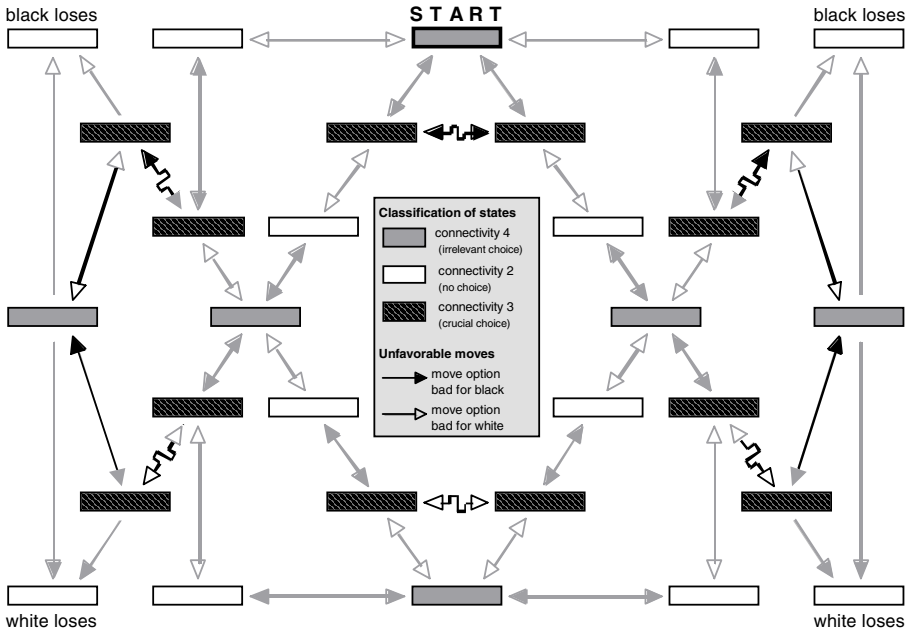 START
black loses
black loses
Classification of states
connectivity 4
(irrelevant choice)
connectivity 2
(no choice)
connectivity 3
(crucial choice)
Unfavorable moves
move option
bad for black
move option
bad for white
white loses
white loses